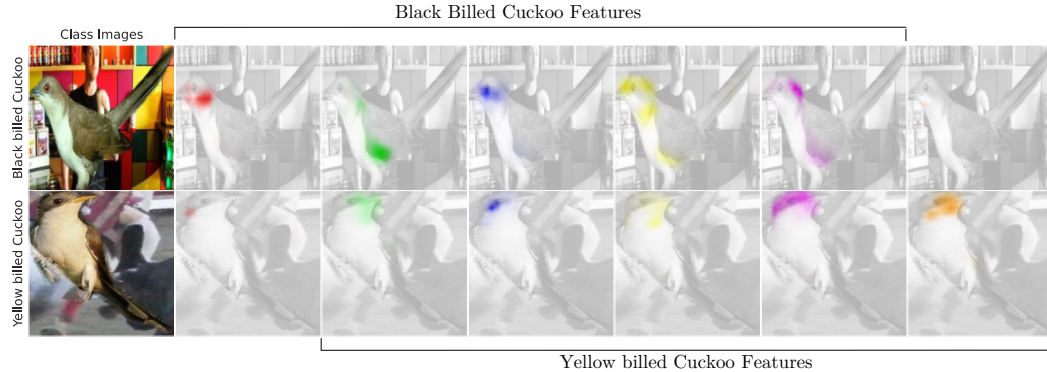 Black Billed Cuckoo Features
Class Images
Black billed Cuckoo
Yellow billed Cuckoo
Yellow billed Cuckoo Features